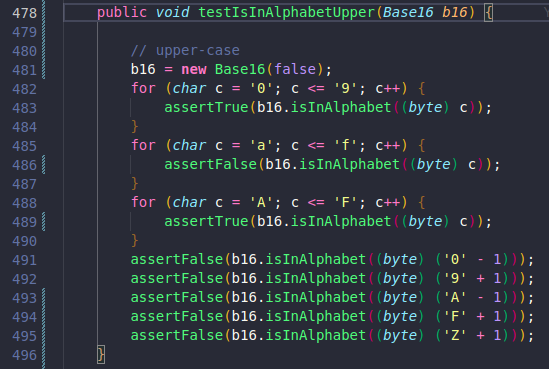 478 public void testIsInAlphabetUpper(Base16 b16) {
479
480 // upper-case
481 b16 = new Base16(false);
482 for (char c = '0'; c <= '9'; c++) {
483 assertTrue(b16.isInAlphabet((byte) c));
484 }
485 for (char c = 'a'; c <= 'f'; c++) {
486 assertFalse(b16.isInAlphabet((byte) c));
487 }
488 for (char c = 'A'; c <= 'F'; c++) {
489 assertTrue(b16.isInAlphabet((byte) c));
490 }
491 assertFalse(b16.isInAlphabet((byte) ('0' - 1)));
492 assertFalse(b16.isInAlphabet((byte) ('9' + 1)));
493 assertFalse(b16.isInAlphabet((byte) ('A' - 1)));
494 assertFalse(b16.isInAlphabet((byte) ('F' + 1)));
495 assertFalse(b16.isInAlphabet((byte) ('Z' + 1)));
496 }